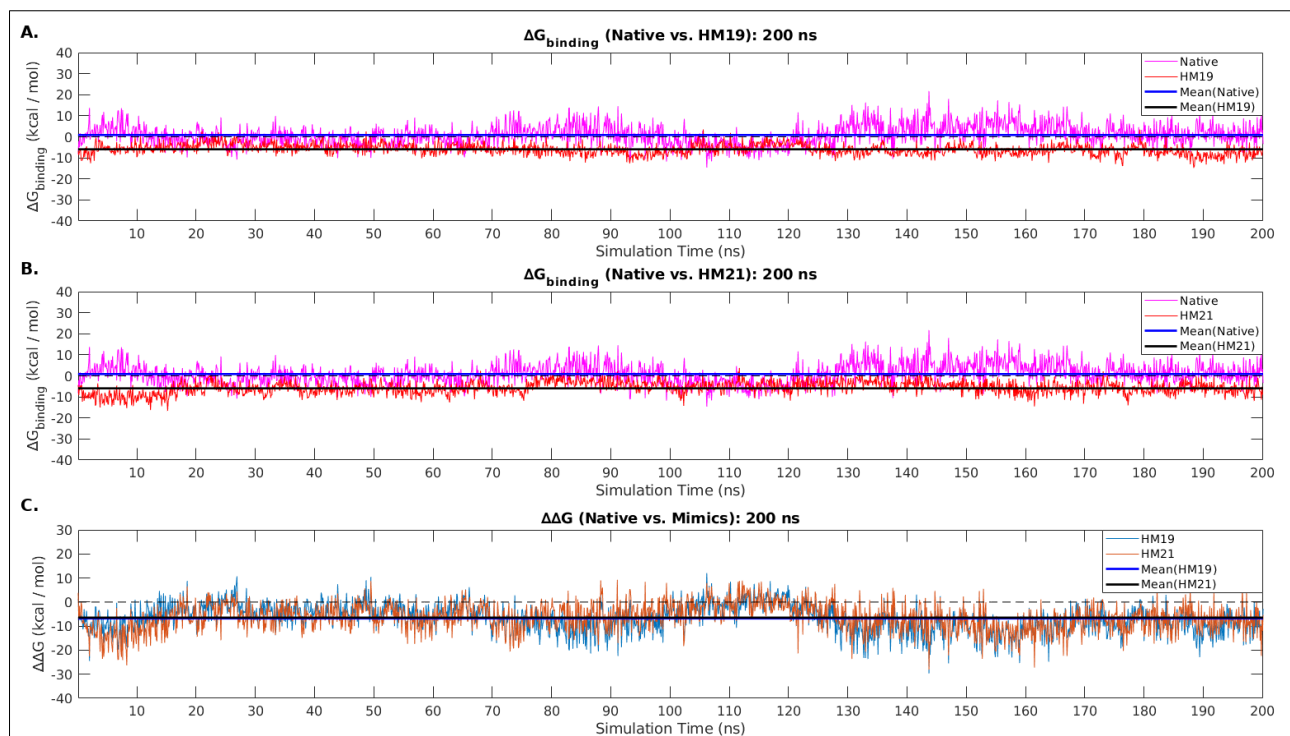 A.
ΔG_binding (Native vs. HM19): 200 ns
40
30
20
10
0
-10
-20
-30
-40
ΔG_binding (kcal / mol)
Native
HM19
Mean(Native)
Mean(HM19)
10 20 30 40 50 60 70 80 90 100 110 120 130 140 150 160 170 180 190 200
Simulation Time (ns)
B.
ΔG_binding (Native vs. HM21): 200 ns
40
30
20
10
0
-10
-20
-30
-40
ΔG_binding (kcal / mol)
Native
HM21
Mean(Native)
Mean(HM21)
10 20 30 40 50 60 70 80 90 100 110 120 130 140 150 160 170 180 190 200
Simulation Time (ns)
C.
ΔΔG (Native vs. Mimics): 200 ns
30
20
10
0
-10
-20
-30
-40
ΔΔG (kcal / mol)
HM19
HM21
Mean(HM19)
Mean(HM21)
10 20 30 40 50 60 70 80 90 100 110 120 130 140 150 160 170 180 190 200
Simulation Time (ns)